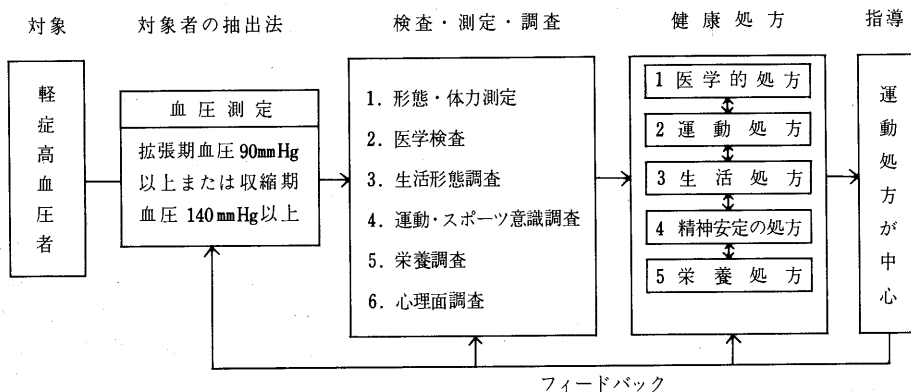 対象
対象者の抽出法
検査・測定・調査
健康処方
指導
軽症高血圧者
血圧測定
拡張期血圧90mmHg
以上または収縮期
血圧140mmHg以上
1. 形態・体力測定
2. 医学検査
3. 生活形態調査
4. 運動・スポーツ意識調査
5. 栄養調査
6. 心理面調査
1 医学的処方
2 運動処方
3 生活処方
4 精神安定の処方
5 栄養処方
運動処方が中心
フィードバック